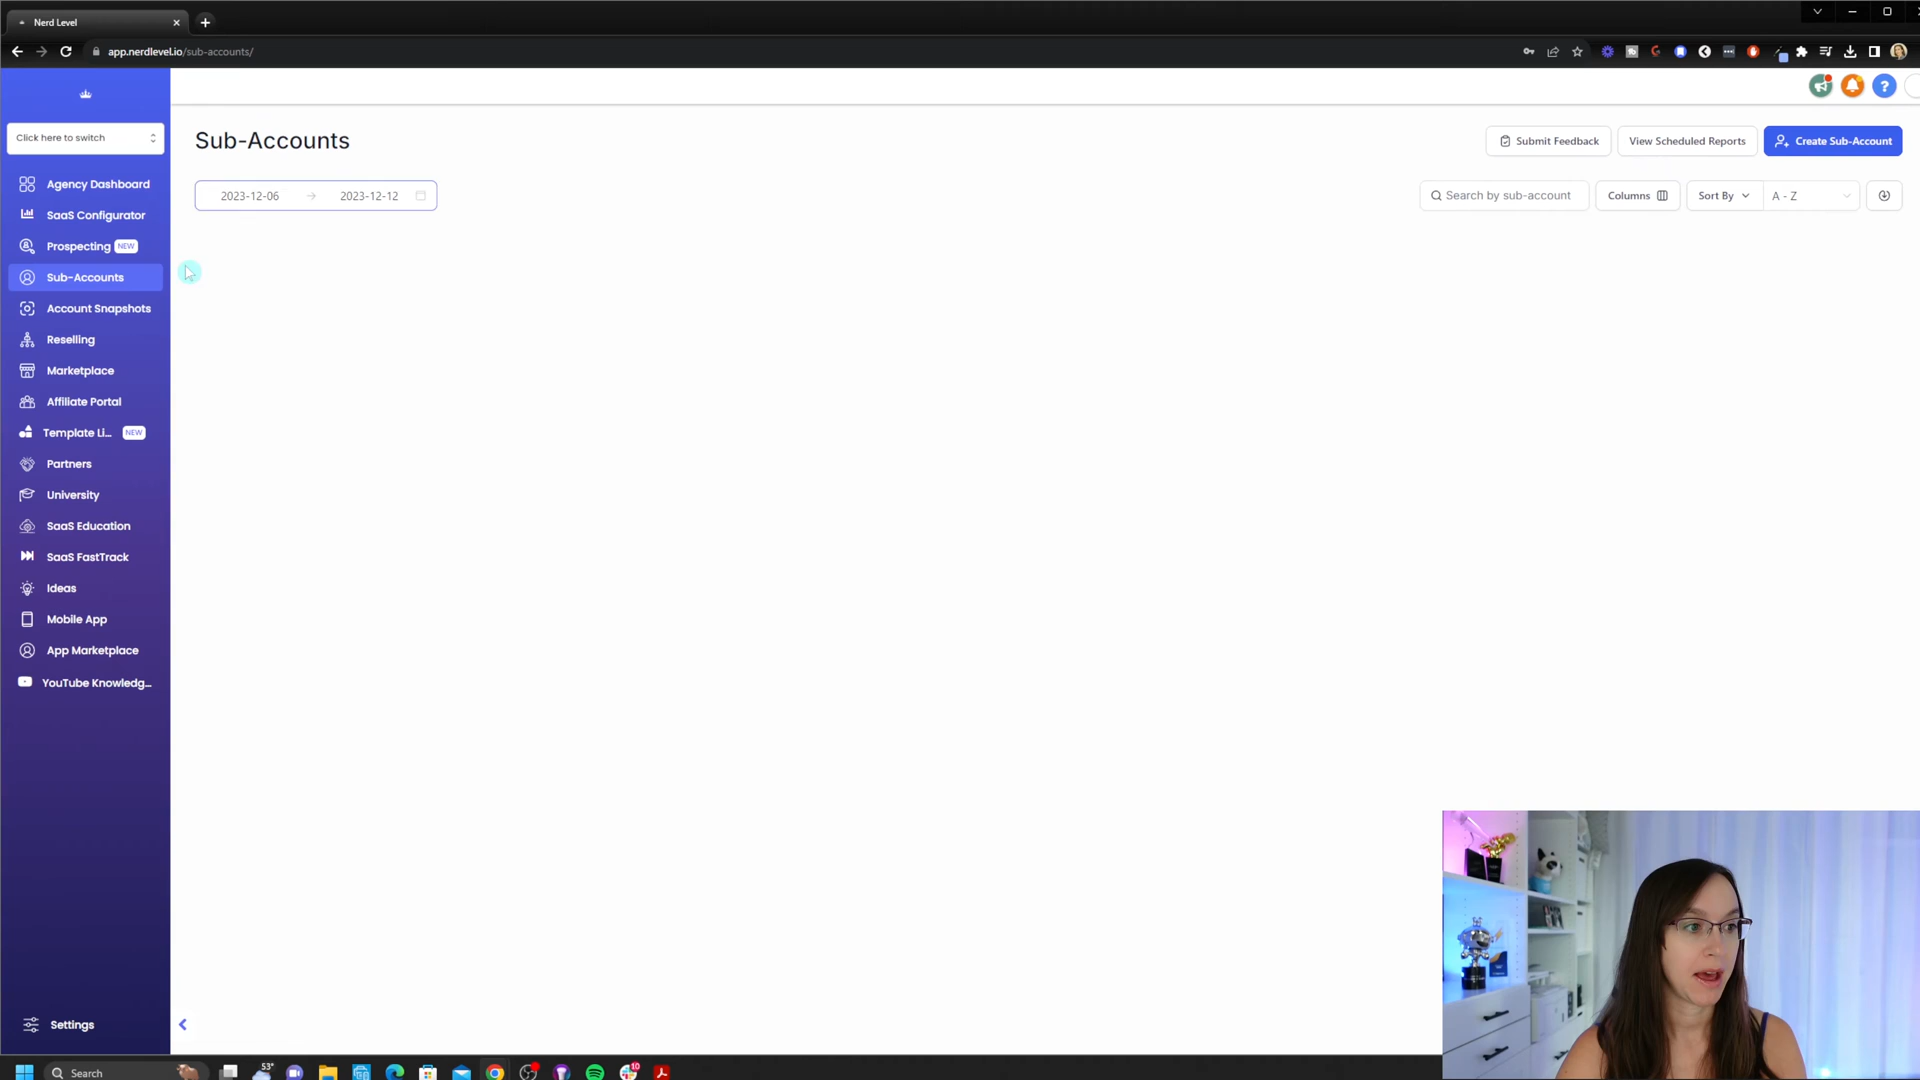 Nerd Level
app.nerdlevel.io/sub-accounts/
Click here to switch
Agency Dashboard
SaaS Configurator
Prospecting NEW
Sub-Accounts
Account Snapshots
Reselling
Marketplace
Affiliate Portal
Template Li... NEW
Partners
University
SaaS Education
SaaS FastTrack
Ideas
Mobile App
App Marketplace
YouTube Knowledg...
Settings
Sub-Accounts
Submit Feedback
View Scheduled Reports
Create Sub-Account
2023-12-06 → 2023-12-12
Search by sub-account
Columns
Sort By
A - Z
Search
53°
10